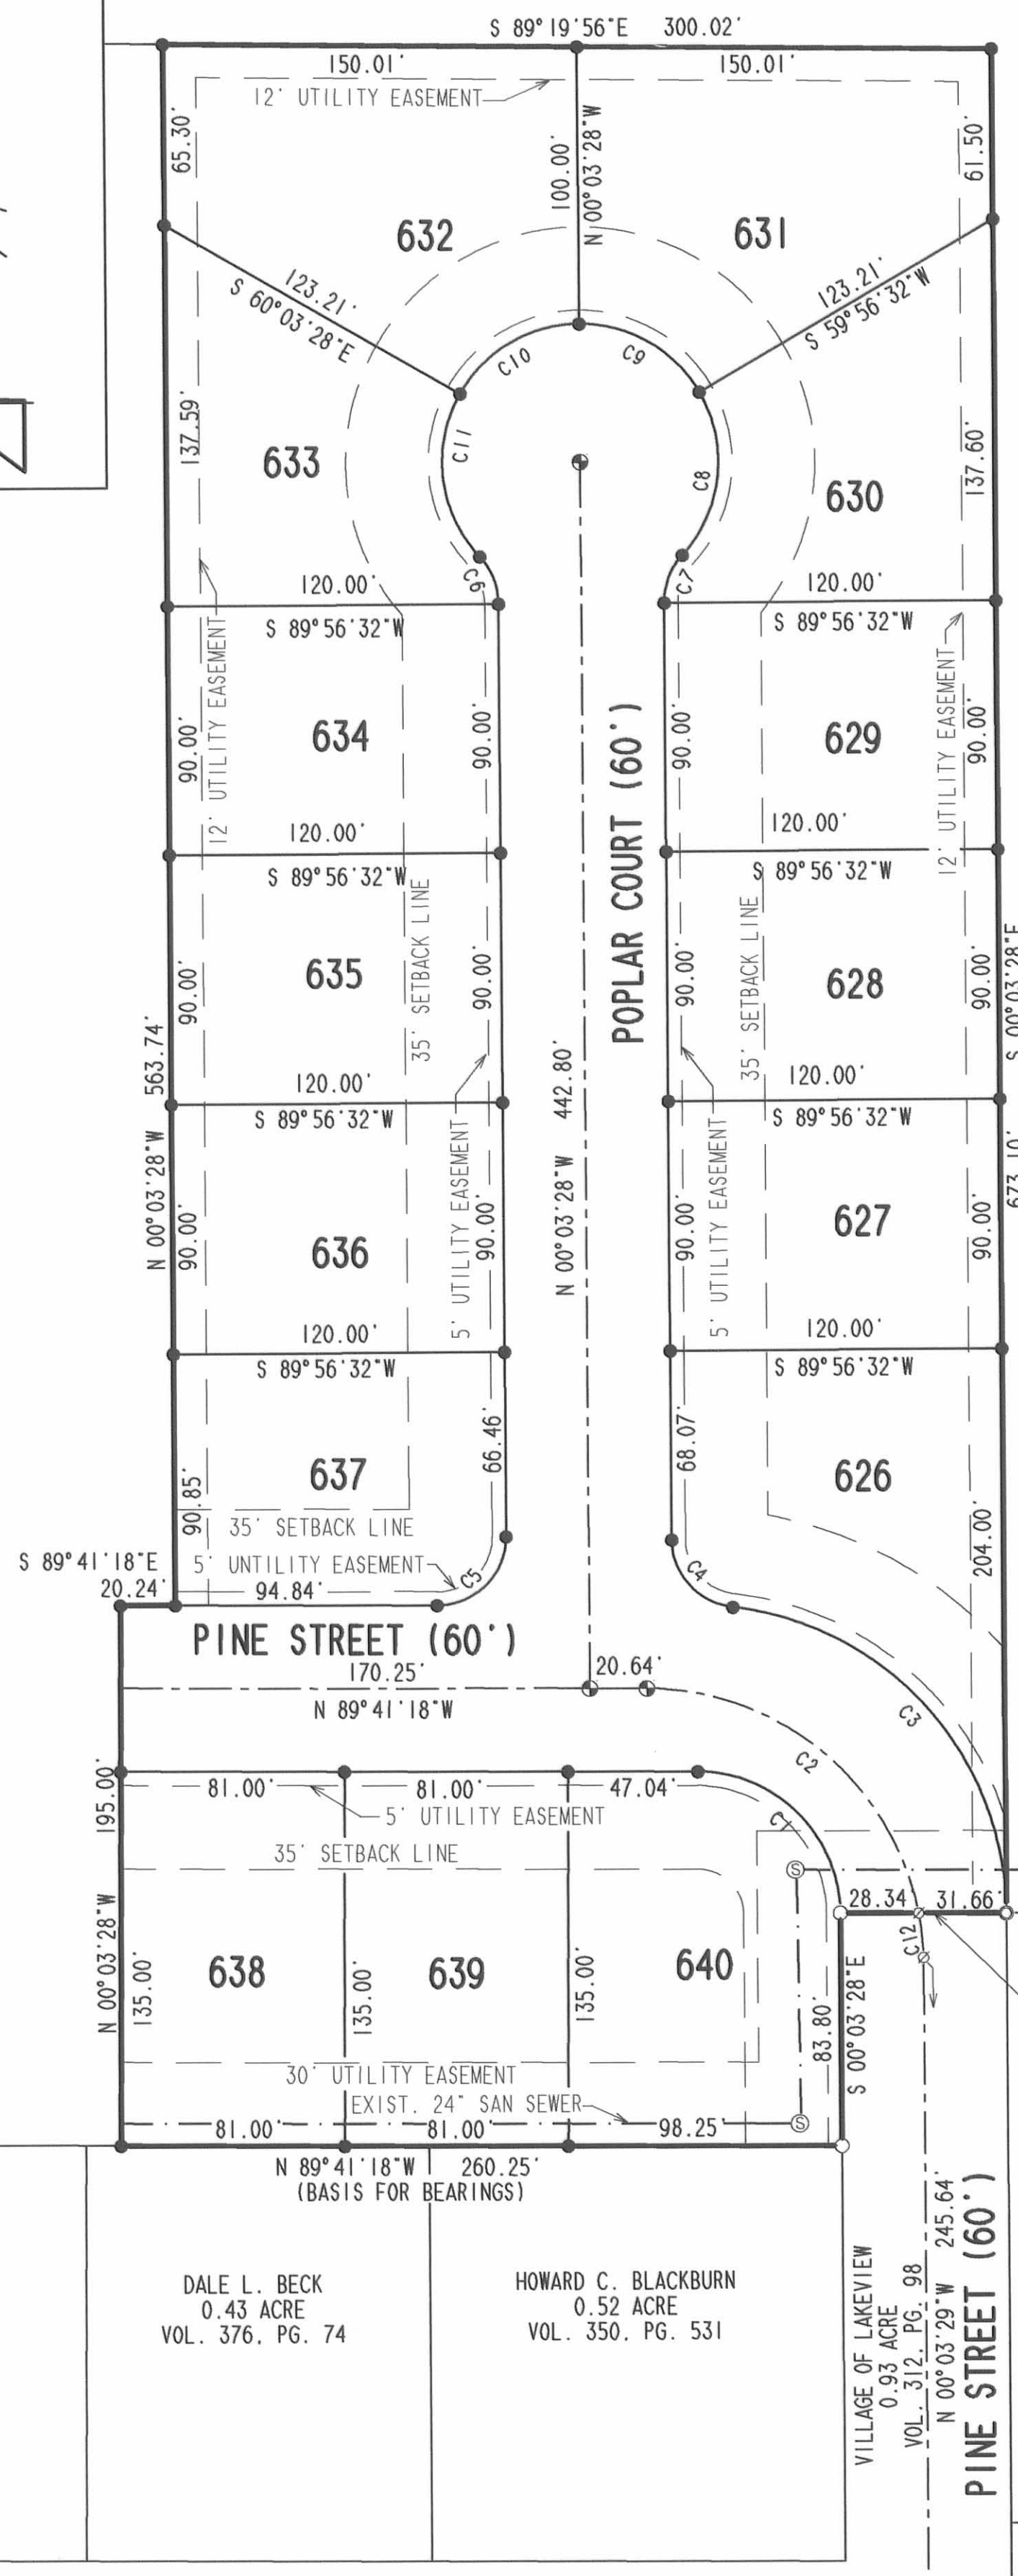 S 89°19'56"E 300.02'
150.01'
150.01'
12' UTILITY EASEMENT
65.30'
100.00'
N 00°03'28"W
61.50'
632
631
123.21'
S 60°03'28"E
123.21'
S 59°56'32"W
C10
C9
C11
C8
137.59'
633
630
137.60'
C6
C7
120.00'
S 89°56'32"W
120.00'
S 89°56'32"W
90.00'
12' UTILITY EASEMENT
634
90.00'
POPLAR COURT (60')
90.00'
629
12' UTILITY EASEMENT
90.00'
120.00'
S 89°56'32"W
120.00'
S 89°56'32"W
563.74'
N 00°03'28"W
90.00'
635
35' SETBACK LINE
90.00'
90.00'
35' SETBACK LINE
628
90.00'
S 00°03'28"E
673.10'
442.80'
N 00°03'28"W
120.00'
S 89°56'32"W
120.00'
S 89°56'32"W
90.00'
636
5' UTILITY EASEMENT
90.00'
90.00'
5' UTILITY EASEMENT
627
90.00'
120.00'
S 89°56'32"W
120.00'
S 89°56'32"W
90.85'
637
66.46'
68.07'
626
204.00'
35' SETBACK LINE
S 89°41'18"E
20.24'
5' UNTILITY EASEMENT
94.84'
C5
C4
PINE STREET (60')
170.25'
20.64'
N 89°41'18"W
C3
C2
81.00'
81.00'
47.04'
5' UTILITY EASEMENT
C1
35' SETBACK LINE
195.00'
N 00°03'28"W
S
28.34
31.66'
C12
135.00'
638
135.00'
639
135.00'
640
83.80'
S 00°03'28"E
30' UTILITY EASEMENT
EXIST. 24" SAN SEWER
81.00'
81.00'
98.25'
S
N 89°41'18"W 260.25'
(BASIS FOR BEARINGS)
DALE L. BECK
0.43 ACRE
VOL. 376, PG. 74
HOWARD C. BLACKBURN
0.52 ACRE
VOL. 350, PG. 531
VILLAGE OF LAKEVIEW
0.93 ACRE
VOL. 312, PG. 98
N 00°03'29"W 245.64'
PINE STREET (60')